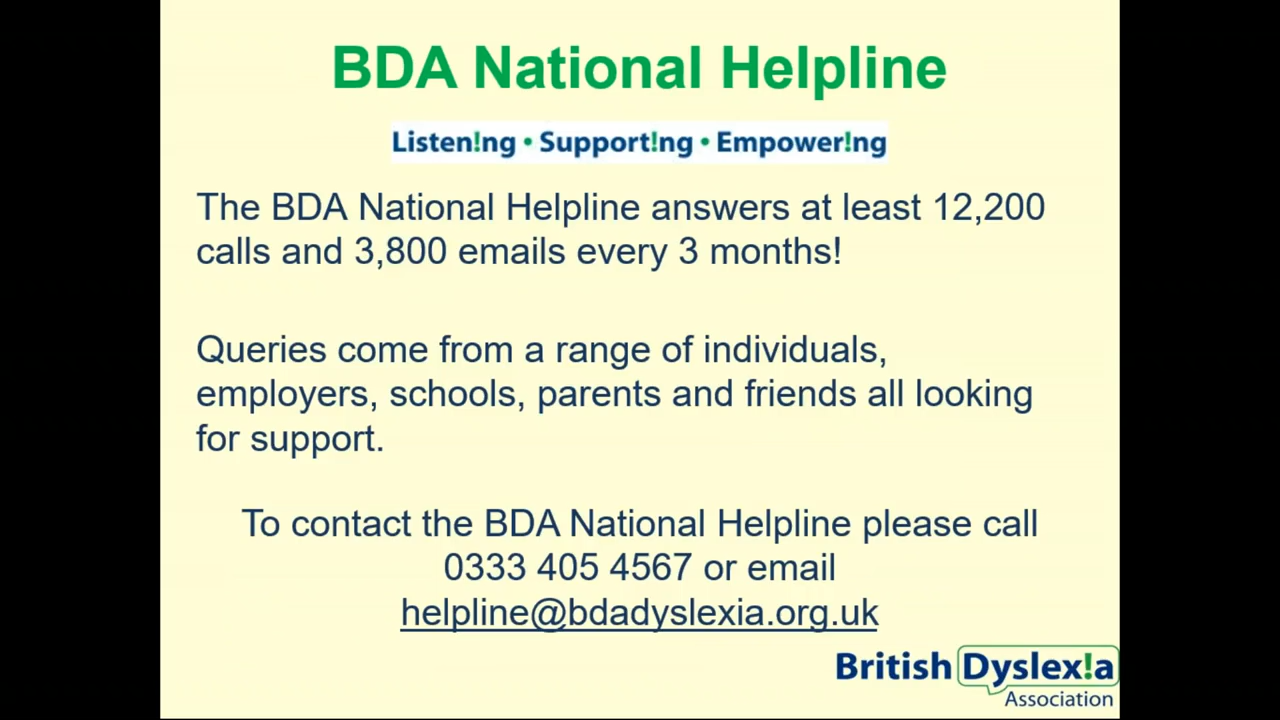 BDA National Helpline
Listen!ng • Support!ng • Empower!ng
The BDA National Helpline answers at least 12,200
calls and 3,800 emails every 3 months!
Queries come from a range of individuals,
employers, schools, parents and friends all looking
for support.
To contact the BDA National Helpline please call
0333 405 4567 or email
helpline@bdadyslexia.org.uk
British Dyslex!a
Association